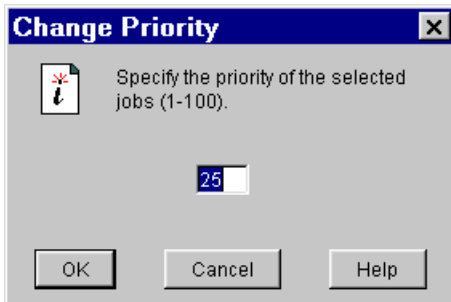 Change Priority
Specify the priority of the selected
jobs (1-100).
25
OK Cancel Help